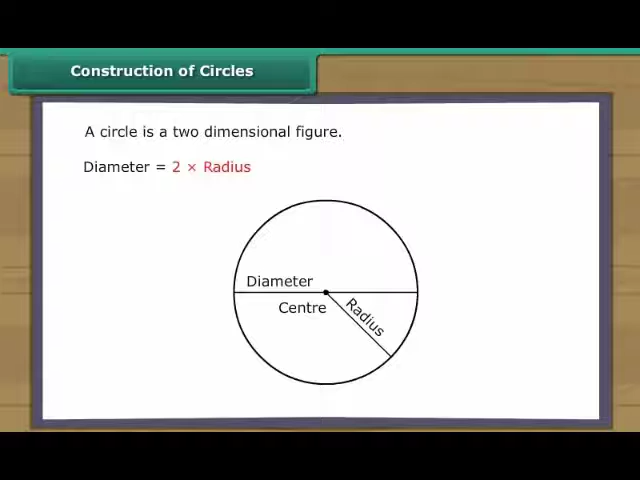 Construction of Circles
A circle is a two dimensional figure.
Diameter = 2 × Radius
Diameter
Centre
Radius